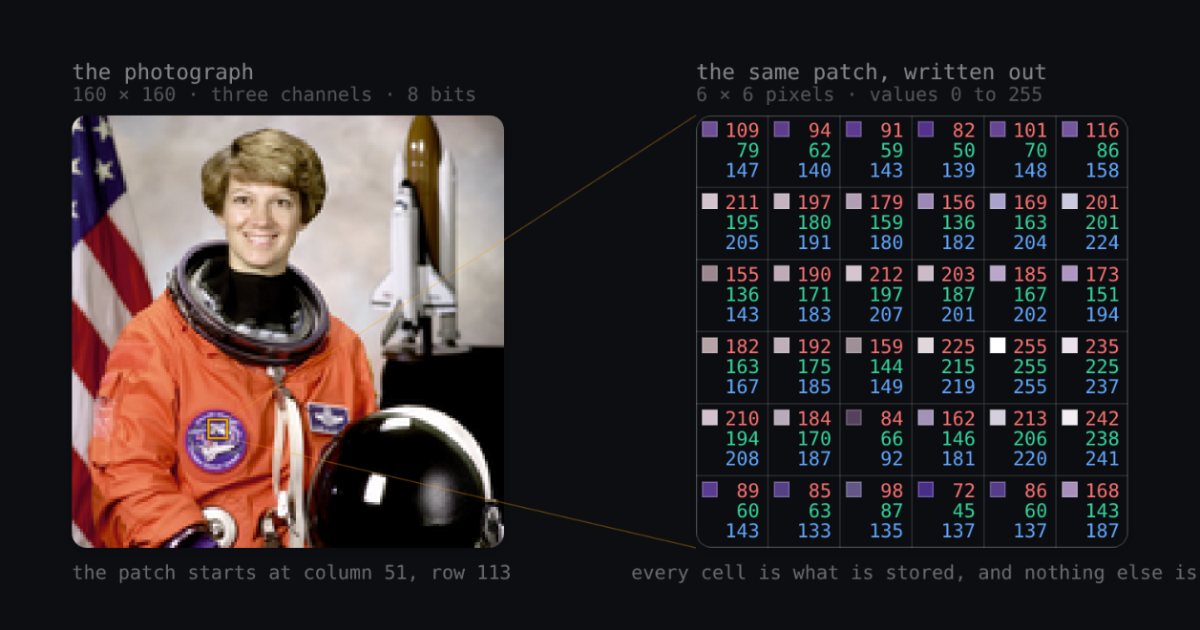 the photograph
160 × 160 · three channels · 8 bits
the same patch, written out
6 × 6 pixels · values 0 to 255
109 94 91 82 101 116
79 62 59 50 70 86
147 140 143 139 148 158
211 197 179 156 169 201
195 180 159 136 163 201
205 191 180 182 204 224
155 190 212 203 185 173
136 171 197 187 167 151
143 183 207 201 202 194
182 192 159 225 255 235
163 175 144 215 255 225
167 185 149 219 255 237
210 184 84 162 213 242
194 170 66 146 206 238
208 187 92 181 220 241
89 85 98 72 86 168
60 63 87 45 60 143
143 133 135 137 137 187
the patch starts at column 51, row 113
every cell is what is stored, and nothing else is